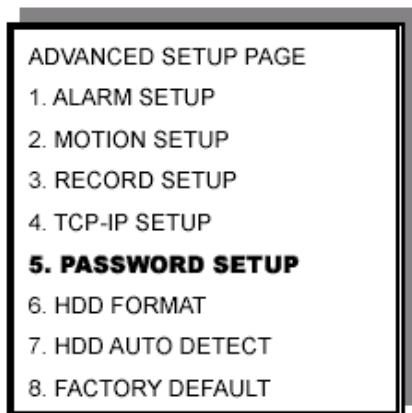 ADVANCED SETUP PAGE
1. ALARM SETUP
2. MOTION SETUP
3. RECORD SETUP
4. TCP-IP SETUP
5. PASSWORD SETUP
6. HDD FORMAT
7. HDD AUTO DETECT
8. FACTORY DEFAULT